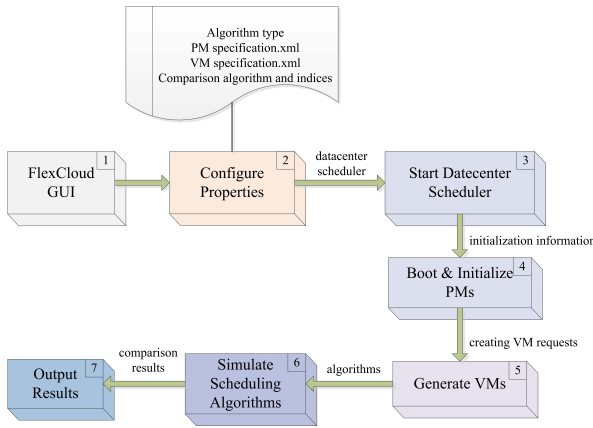 Algorithm type
PM specification.xml
VM specification.xml
Comparison algorithm and indices
1
FlexCloud
GUI
2
Configure
Properties
datacenter
scheduler
3
Start Datacenter
Scheduler
initialization information
4
Boot & Initialize
PMs
creating VM requests
5
Generate VMs
algorithms
6
Simulate
Scheduling
Algorithms
comparison
results
7
Output
Results